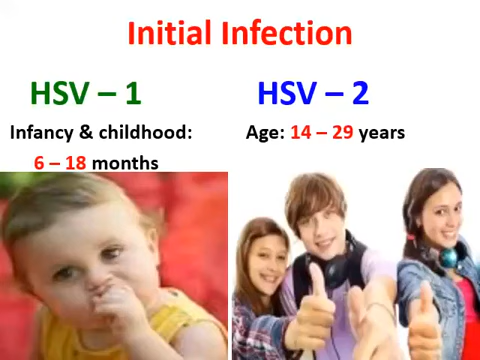 Initial Infection
HSV – 1
HSV – 2
Infancy & childhood:
Age: 14 – 29 years
6 – 18 months